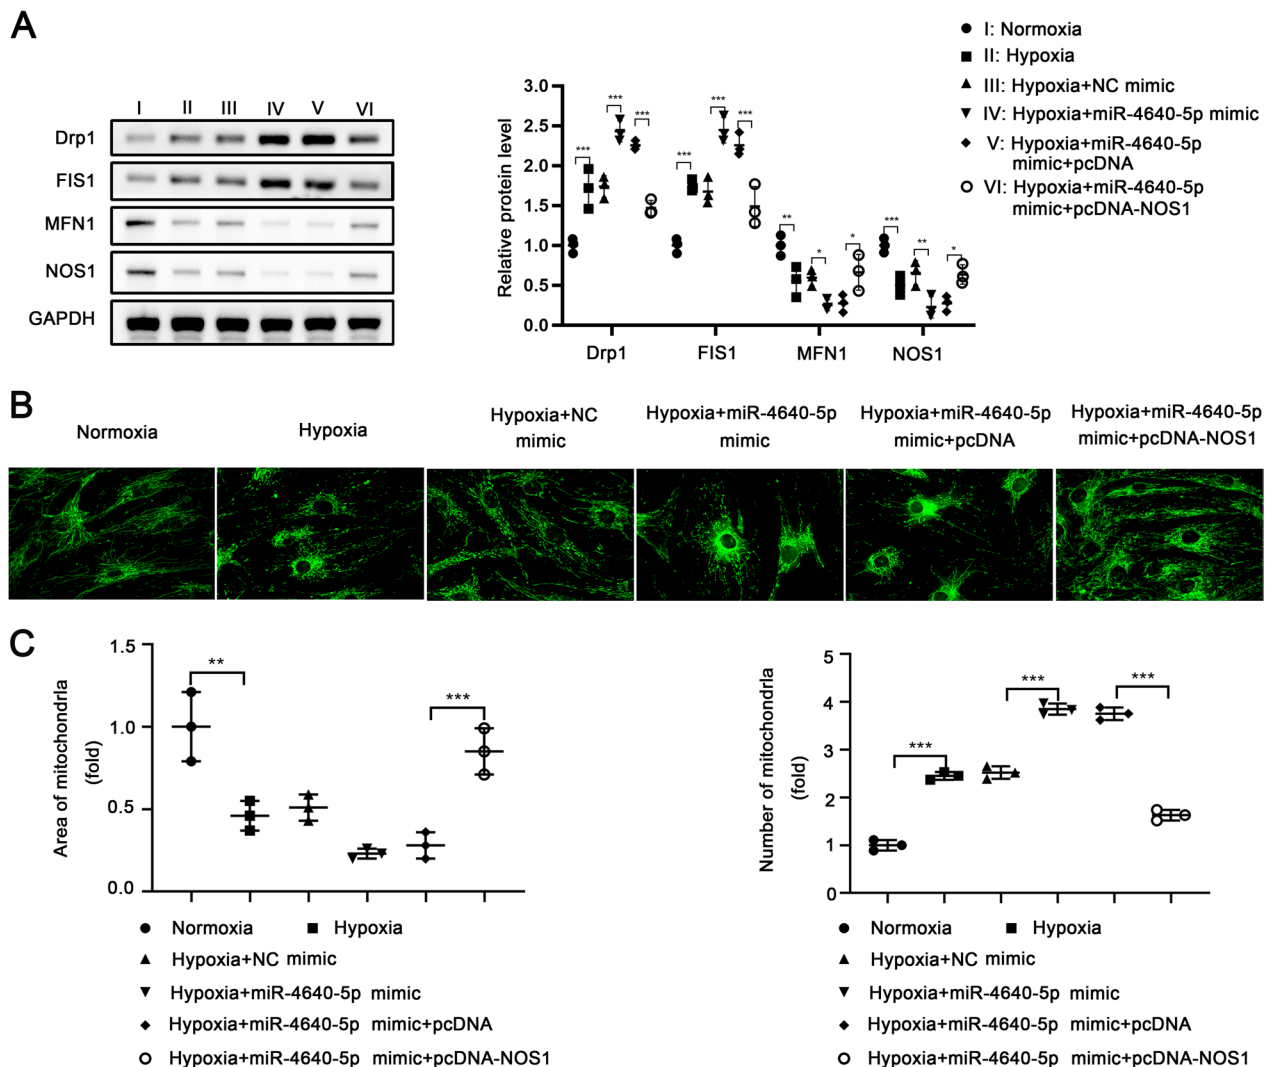 A
I: Normoxia
II: Hypoxia
III: Hypoxia+NC mimic
IV: Hypoxia+miR-4640-5p mimic
V: Hypoxia+miR-4640-5p
mimic+pcDNA
VI: Hypoxia+miR-4640-5p
mimic+pcDNA-NOS1
I II III IV V VI
Drp1
FIS1
MFN1
NOS1
GAPDH
Relative protein level
3.0
2.5
2.0
1.5
1.0
0.5
0.0
*** *** ***
*** *** ***
** * *
*** ** *
Drp1 FIS1 MFN1 NOS1
B
Normoxia
Hypoxia
Hypoxia+NC
mimic
Hypoxia+miR-4640-5p
mimic
Hypoxia+miR-4640-5p
mimic+pcDNA
Hypoxia+miR-4640-5p
mimic+pcDNA-NOS1
C
Area of mitochondrla
(fold)
1.5
1.0
0.5
0.0
** ***
Normoxia Hypoxia
Hypoxia+NC mimic
Hypoxia+miR-4640-5p mimic
Hypoxia+miR-4640-5p mimic+pcDNA
Hypoxia+miR-4640-5p mimic+pcDNA-NOS1
Number of mitochondrla
(fold)
5
4
3
2
1
0
*** *** ***
Normoxia Hypoxia
Hypoxia+NC mimic
Hypoxia+miR-4640-5p mimic
Hypoxia+miR-4640-5p mimic+pcDNA
Hypoxia+miR-4640-5p mimic+pcDNA-NOS1